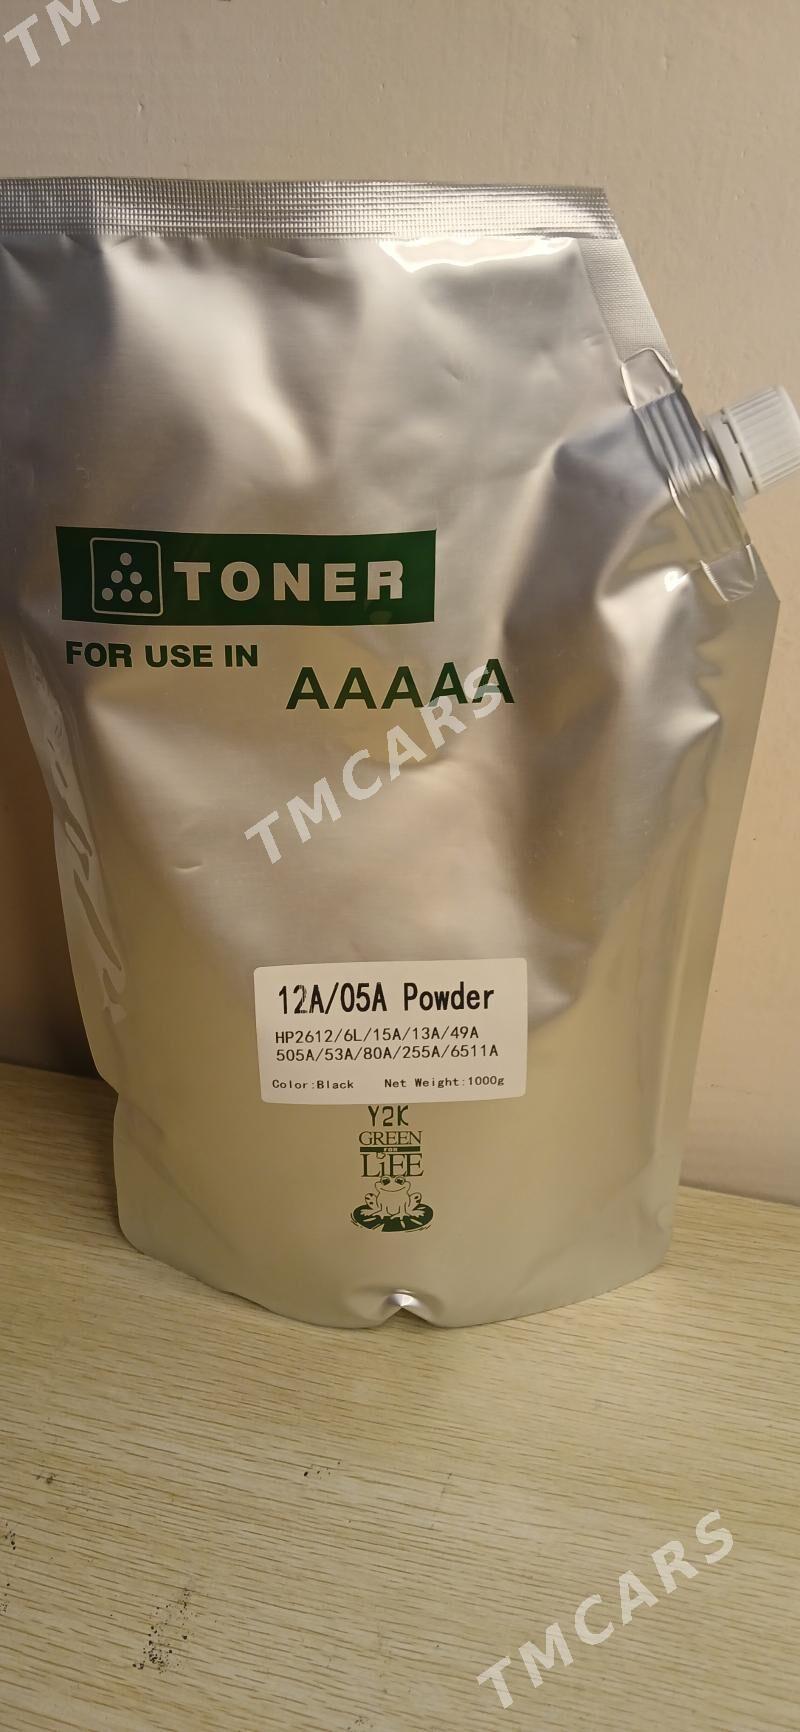 TMCARS
TONER
FOR USE IN
AAAAA
TMCARS
12A/05A Powder
HP2612/6L/15A/13A/49A
505A/53A/80A/255A/6511A
Color:Black Net Weight:1000g
Y2K
GREEN
FOR
LiFE
TMCARS